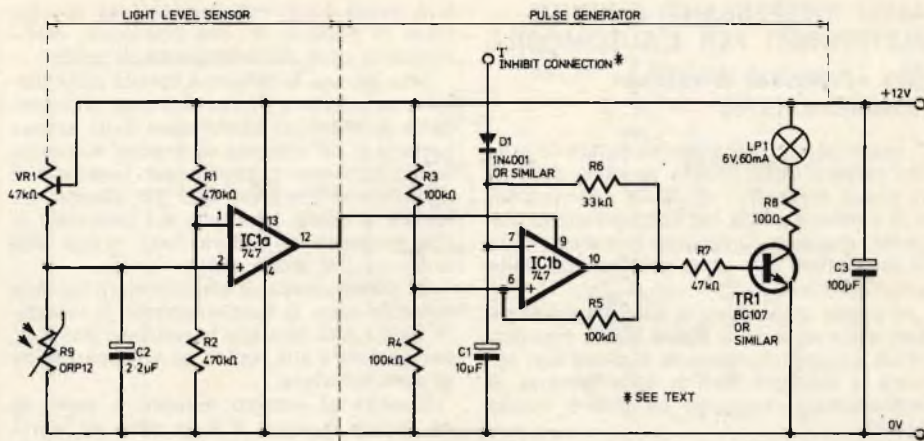 LIGHT LEVEL SENSOR
PULSE GENERATOR
T
INHIBIT CONNECTION *
+12V
D1
1N4001
OR SIMILAR
LP1
6V,60mA
VR1
47kΩ
R1
470kΩ
R3
100kΩ
R6
33kΩ
R8
100Ω
1
13
−
IC1a
747
12
2
+
4
7
9
−
IC1b
747
10
6
+
R7
47kΩ
C3
100μF
R5
100kΩ
TR1
BC107
OR
SIMILAR
R9
ORP12
C2
2·2μF
R2
470kΩ
R4
100kΩ
C1
10μF
* SEE TEXT
0V